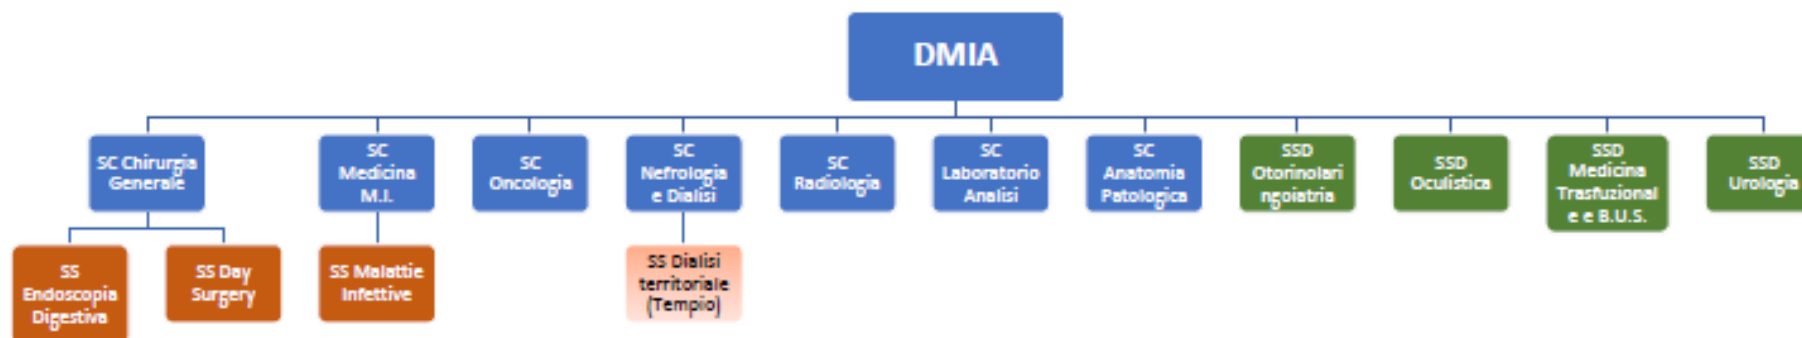 DMIA
SC Chirurgia
Generale
SC
Medicina
M.I.
SC
Oncologia
SC
Nefrologia
e Dialisi
SC
Radiologia
SC
Laboratorio
Analisi
SC
Anatomia
Patologica
SSD
Otorinolari
ngoiatria
SSD
Oculistica
SSD
Medicina
Trasfuzional
e e B.U.S.
SSD
Urologia
SS
Endoscopia
Digestiva
SS Day
Surgery
SS Malattie
Infettive
SS Dialisi
territoriale
(Tempio)